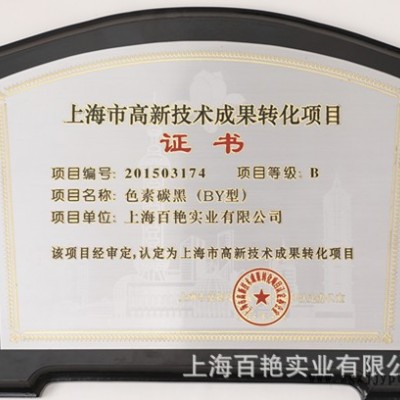 上海市高新技术成果转化项目
证书
项目编号: 201503174 项目等级: B
项目名称: 色素碳黑 (BY型)
项目单位: 上海百艳实业有限公司
该项目经审定,认定为上海市高新技术成果转化项目
上海百艳实业有限公